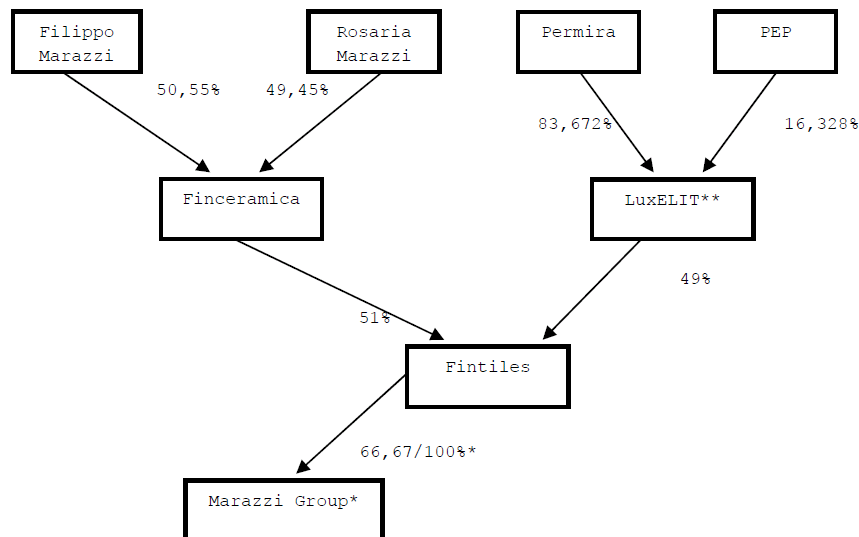 Filippo
Marazzi
Rosaria
Marazzi
Permira
PEP
50,55%
49,45%
83,672%
16,328%
Finceramica
LuxELIT**
49%
51%
Fintiles
66,67/100%*
Marazzi Group*